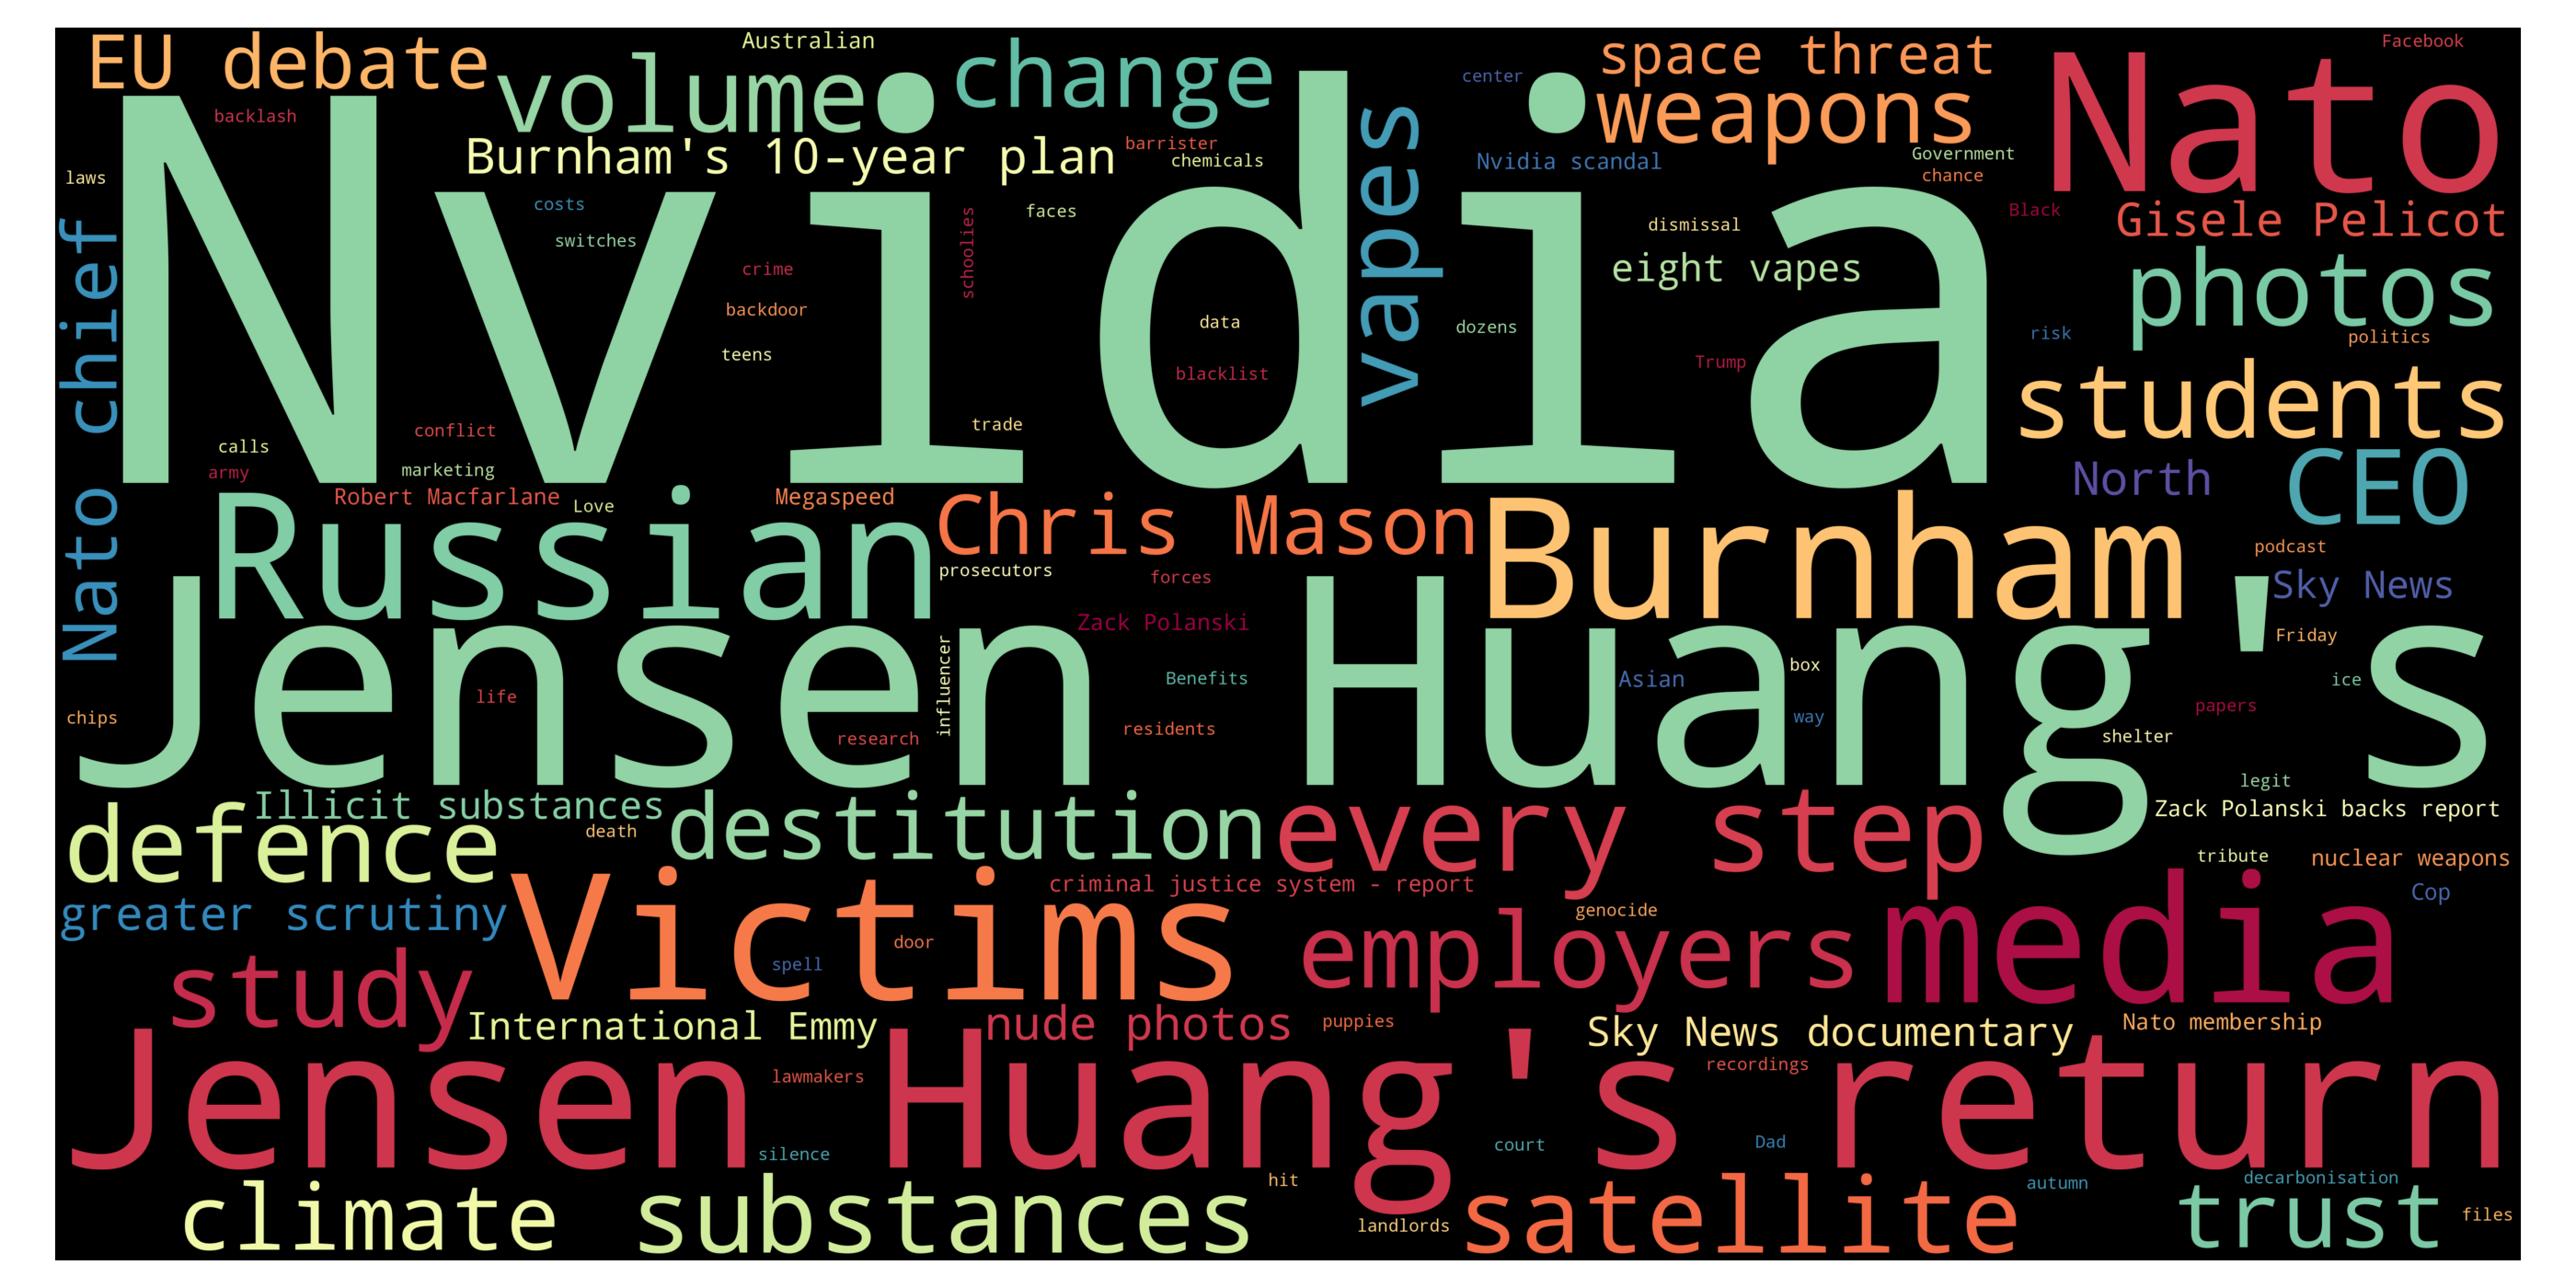 EU debate
Australian
volume
change
space threat
Facebook
center
weapons
Nato
backlash
Burnham's 10-year plan
barrister
chemicals
vapes
Nvidia scandal
Government
chance
laws
Nvidia
costs
switches
schoolies
faces
dismissal
Black
Gisele Pelicot
Nato chief
crime
backdoor
teens
data
blacklist
dozens
eight vapes
Trump
risk
photos
politics
students
calls
conflict
army
marketing
trade
North
CEO
Robert Macfarlane
Love
Megaspeed
Russian
Chris Mason
Burnham
podcast
prosecutors
forces
Sky News
Zack Polanski
Friday
Jensen Huang's
influencer
Benefits
Asian
box
ice
chips
life
research
residents
way
papers
shelter
legit
Illicit substances
defence
death
destitution
every step
Zack Polanski backs report
tribute
nuclear weapons
greater scrutiny
Victims
criminal justice system - report
genocide
Cop
door
spell
employers
media
study
International Emmy
nude photos
puppies
Sky News documentary
Nato membership
Jensen Huang's return
lawmakers
recordings
silence
court
Dad
climate
substances
hit
landlords
satellite
autumn
decarbonisation
trust
files